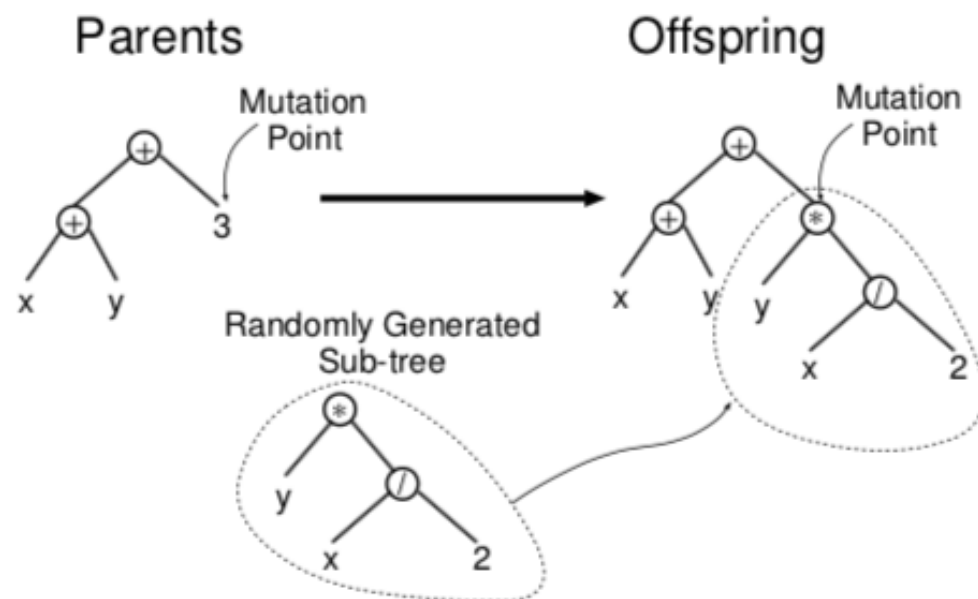 Parents
Offspring
Mutation
Point
Mutation
Point
+
+
3
x y
+
+
*
x y
y
/
x 2
Randomly Generated
Sub-tree
*
y
/
x 2